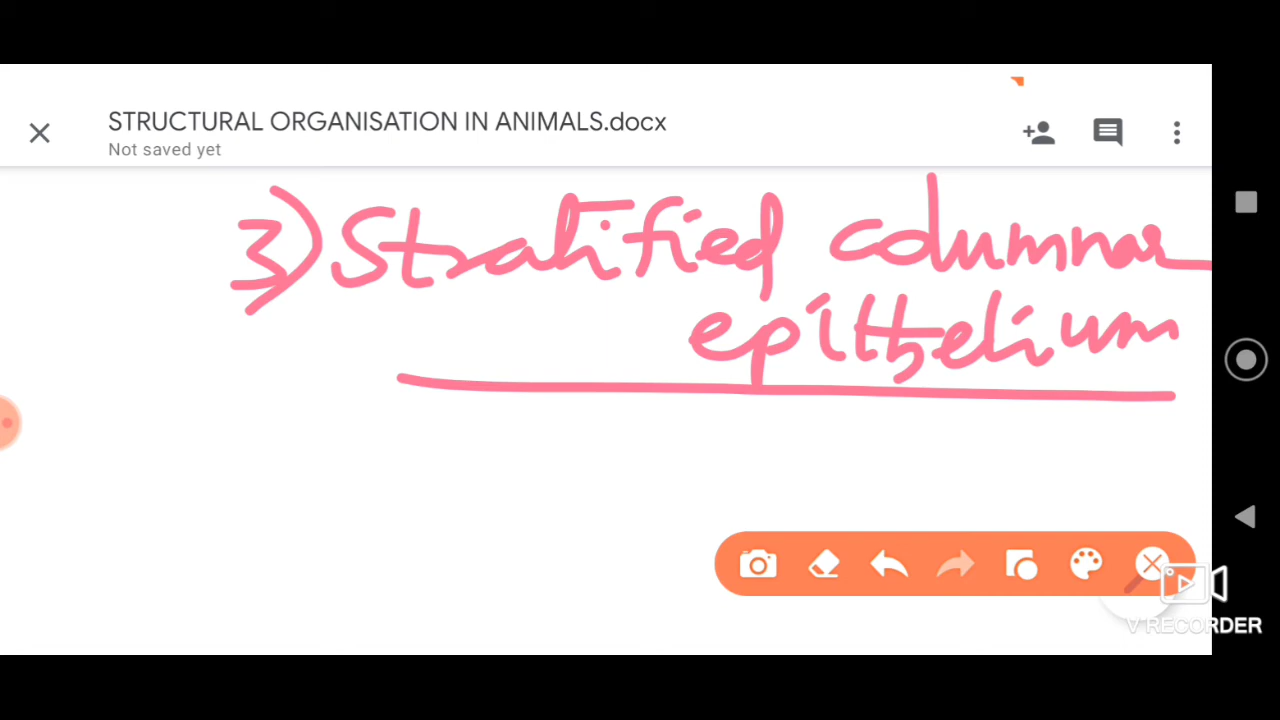 STRUCTURAL ORGANISATION IN ANIMALS.docx
Not saved yet
3) Stratified columnar
epithelium
V RECORDER